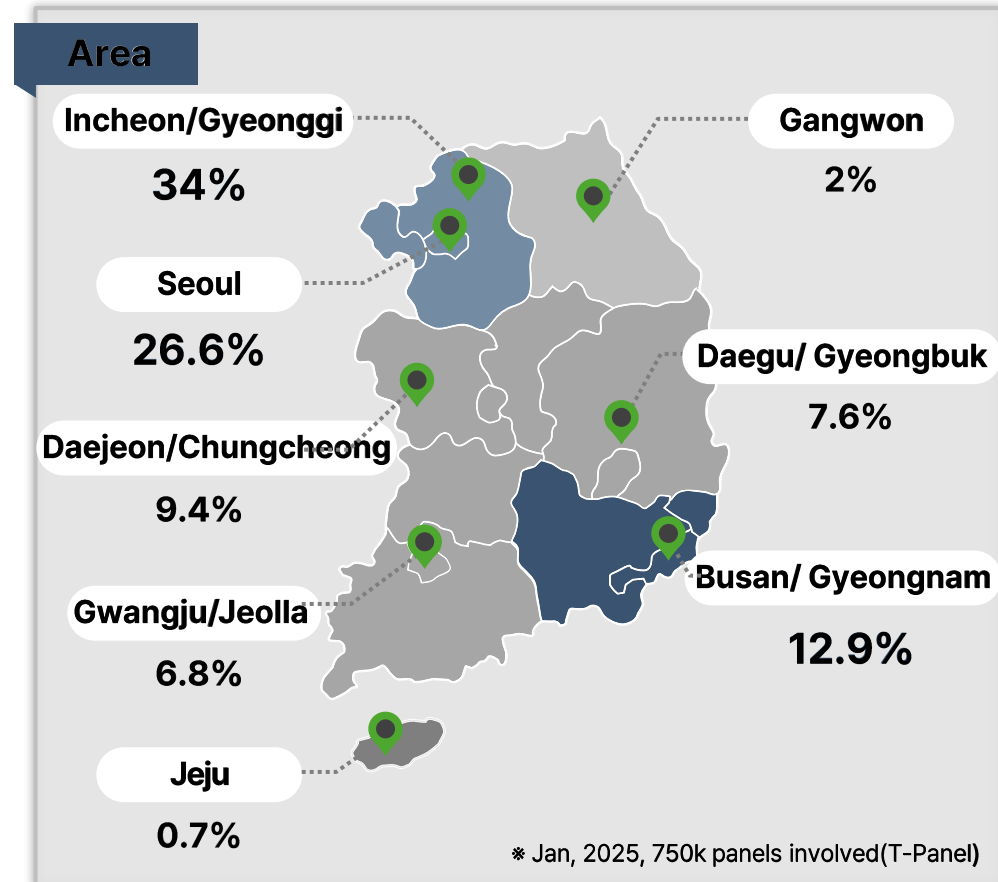 Area
Incheon/Gyeonggi
34%
Gangwon
2%
Seoul
26.6%
Daegu/ Gyeongbuk
7.6%
Daejeon/Chungcheong
9.4%
Busan/ Gyeongnam
12.9%
Gwangju/Jeolla
6.8%
Jeju
0.7%
※ Jan, 2025, 750k panels involved(T-Panel)